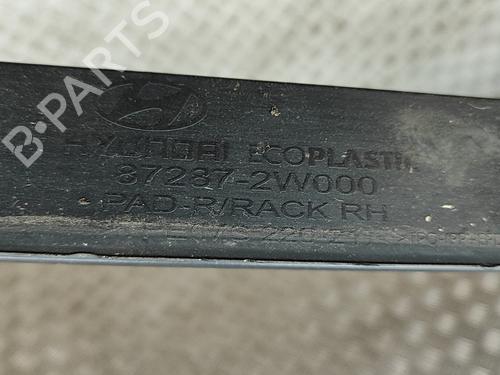 B-PARTS
HYUNDAI ECOPLASTIC
87287-2W000
PAD-R/RACK RH